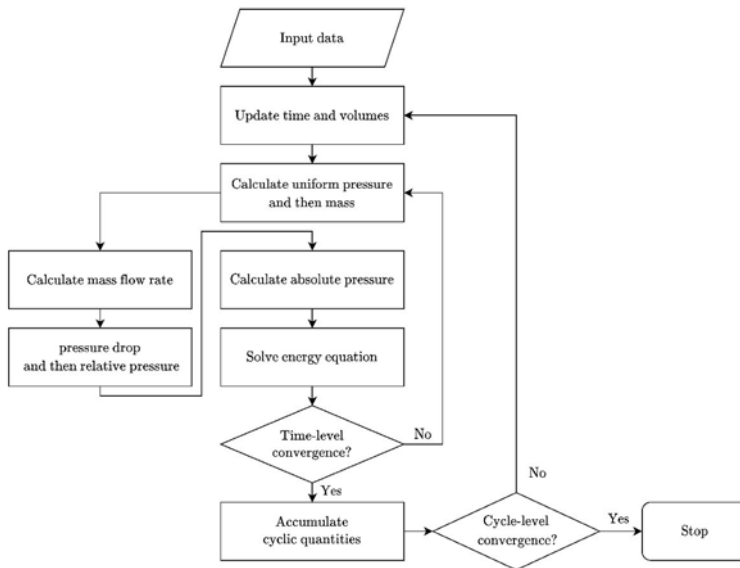 Input data
Update time and volumes
Calculate uniform pressure
and then mass
Calculate mass flow rate
Calculate absolute pressure
pressure drop
and then relative pressure
Solve energy equation
Time-level
convergence?
No
Yes
No
Accumulate
cyclic quantities
Cycle-level
convergence?
Yes
Stop